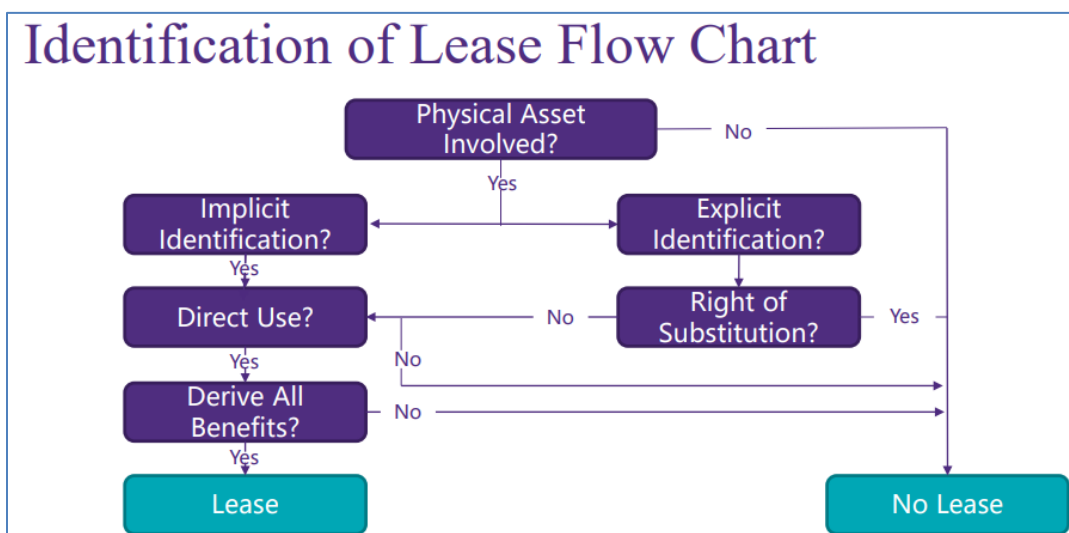 Identification of Lease Flow Chart
Physical Asset
Involved?
No
Yes
Implicit
Identification?
Explicit
Identification?
Yes
Direct Use?
No
Right of
Substitution?
Yes
Yes
No
Derive All
Benefits?
No
Yes
Lease
No Lease